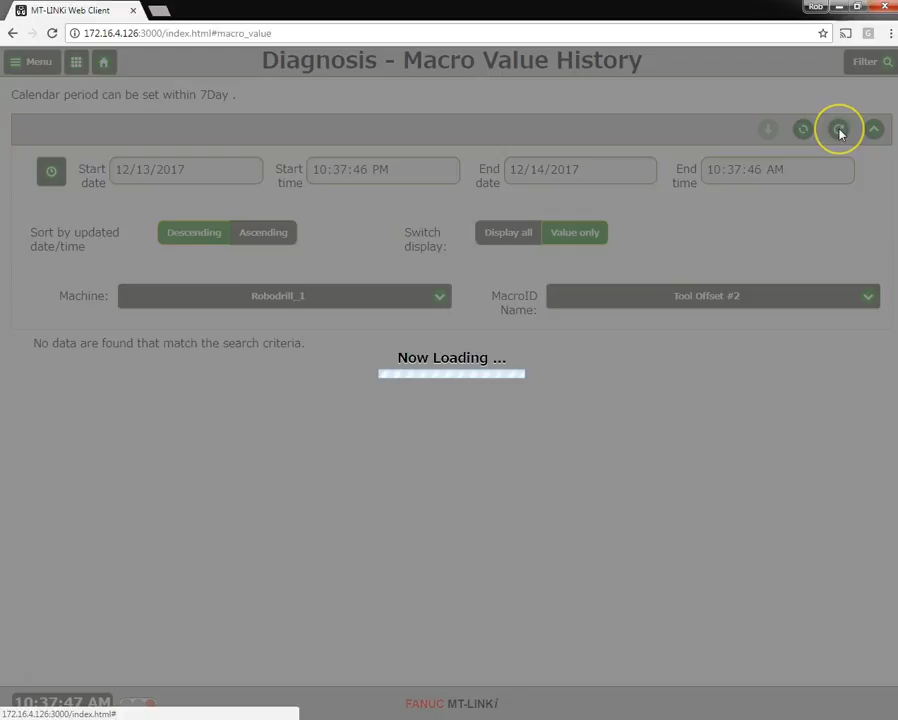 MT-LINKi Web Client
Rob
172.16.4.126:3000/index.html#macro_value
Menu
Diagnosis - Macro Value History
Filter
Calendar period can be set within 7Day .
Start date
12/13/2017
Start time
10:37:46 PM
End date
12/14/2017
End time
10:37:46 AM
Sort by updated date/time
Descending
Ascending
Switch display:
Display all
Value only
Machine:
Robodrill_1
MacroID Name:
Tool Offset #2
No data are found that match the search criteria.
Now Loading ...
10:37:47 AM
FANUC MT-LINKi
172.16.4.126:3000/index.html#